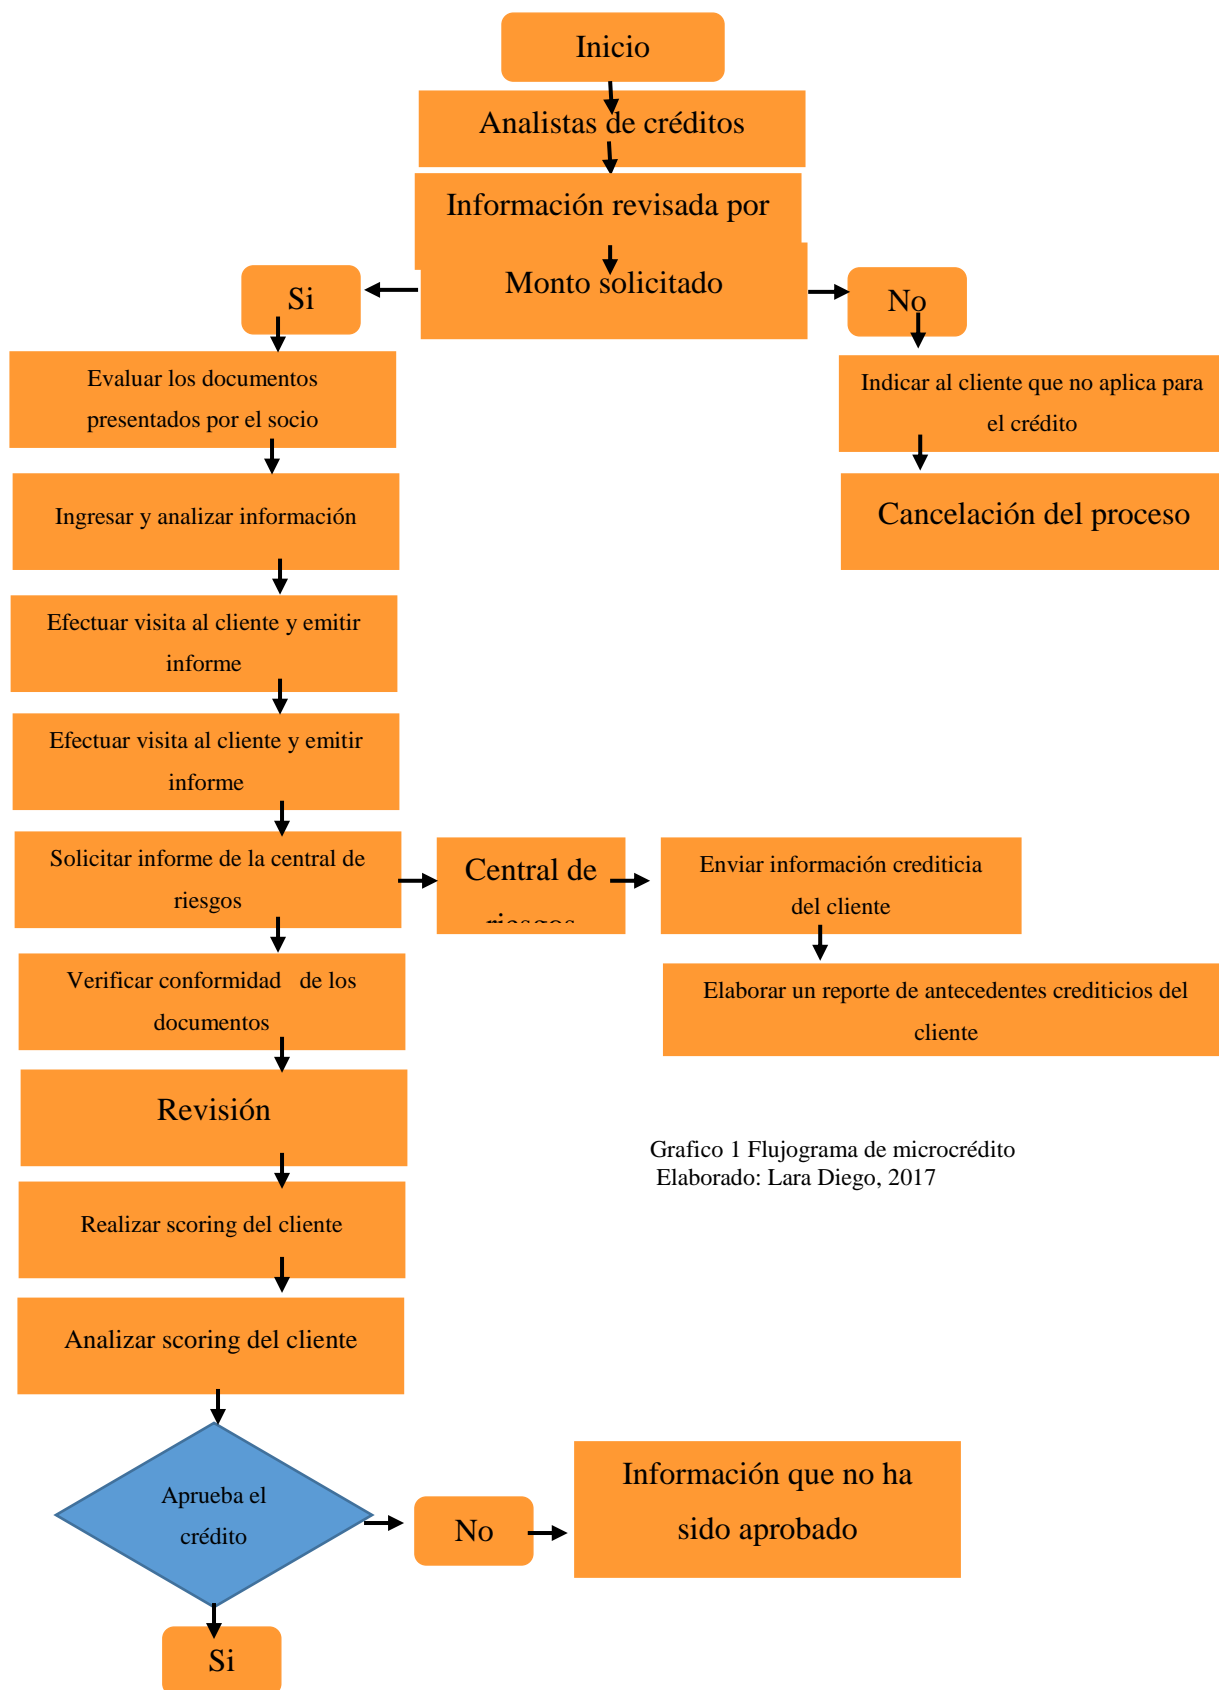 Inicio
Analistas de créditos
Información revisada por
Monto solicitado
Si
No
Evaluar los documentos
presentados por el socio
Indicar al cliente que no aplica para
el crédito
Ingresar y analizar información
Cancelación del proceso
Efectuar visita al cliente y emitir
informe
Efectuar visita al cliente y emitir
informe
Solicitar informe de la central de
riesgos
Central de
riesgos
Enviar información crediticia
del cliente
Elaborar un reporte de antecedentes crediticios del
cliente
Verificar conformidad   de los
documentos
Revisión
Grafico 1 Flujograma de microcrédito
Elaborado: Lara Diego, 2017
Realizar scoring del cliente
Analizar scoring del cliente
Aprueba el
crédito
No
Información que no ha
sido aprobado
Si